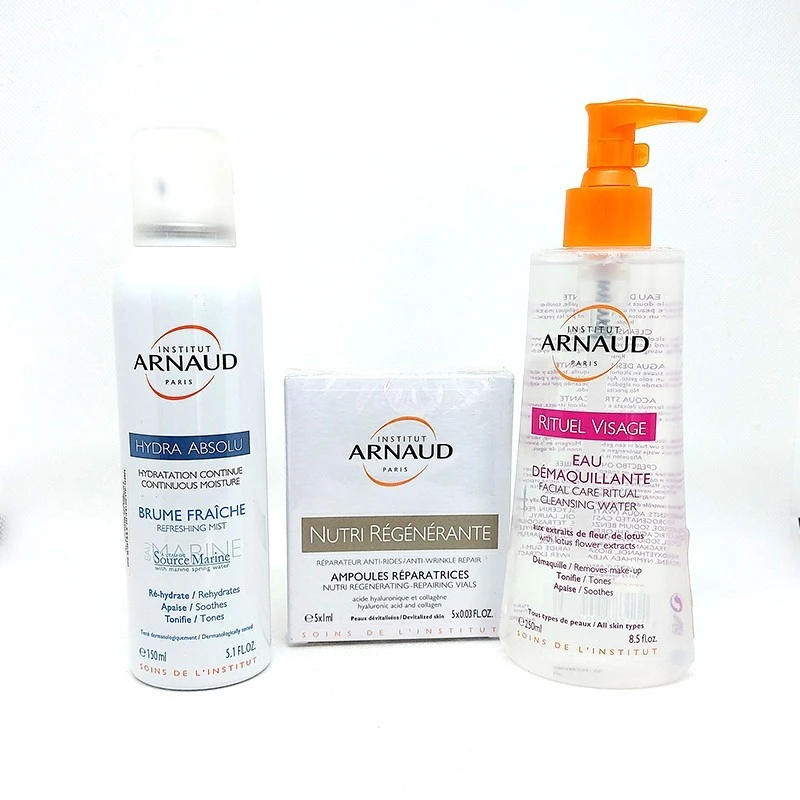 INSTITUT
ARNAUD
PARIS
HYDRA ABSOLU
HYDRATATION CONTINUE
CONTINUOUS MOISTURE
BRUME FRAÎCHE
REFRESHING MIST
Source Marine
with marine spring water
Ré-hydrate / Rehydrates
Apaise / Soothes
Tonifie / Tones
Testé dermatologiquement / Dermatologically tested
℮150ml 5.1 FL.OZ.
SOINS DE L'INSTITUT
INSTITUT
ARNAUD
PARIS
NUTRI RÉGÉNÉRANTE
RÉPARATEUR ANTI-RIDES / ANTI-WRINKLE REPAIR
AMPOULES RÉPARATRICES
NUTRI REGENERATING-REPAIRING VIALS
acide hyaluronique et collagène
hyaluronic acid and collagen
℮5x1ml 5x0.03 FL.OZ.
Peaux dévitalisées / Devitalized skin
SOINS DE L'INSTITUT
INSTITUT
ARNAUD
PARIS
RITUEL VISAGE
EAU
DÉMAQUILLANTE
FACIAL CARE RITUAL
CLEANSING WATER
aux extraits de fleur de lotus
with lotus flower extracts
Démaquille / Removes make-up
Tonifie / Tones
Apaise / Soothes
Tous types de peaux / All skin types
℮250ml 8.5 fl.oz.
SOINS DE L'INSTITUT